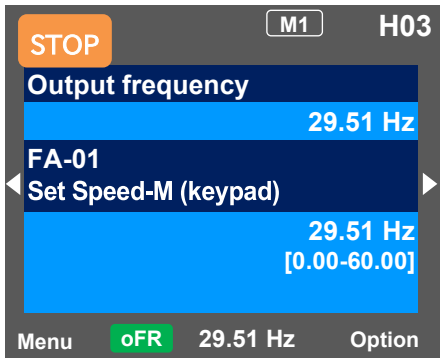 STOP M1 H03
Output frequency
29.51 Hz
FA-01
Set Speed-M (keypad)
29.51 Hz
[0.00-60.00]
Menu oFR 29.51 Hz Option